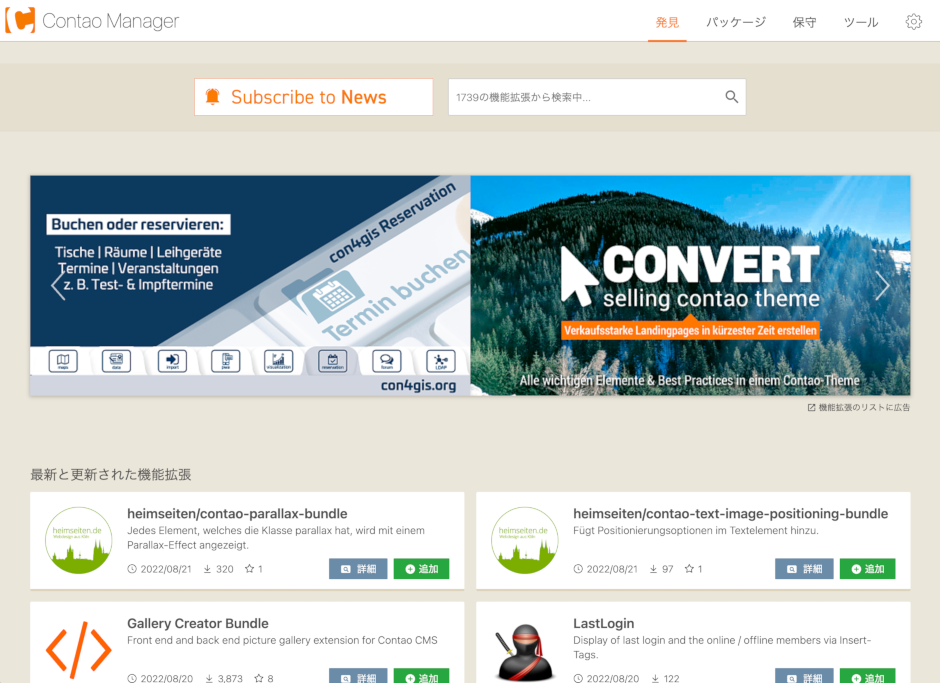 Contao Manager
発見
パッケージ
保守
ツール
Subscribe to News
1739の機能拡張から検索中...
Buchen oder reservieren:
Tische | Räume | Leihgeräte
Termine | Veranstaltungen
z. B. Test- & Impftermine
con4gis Reservation
Termin buchen
maps
data
import
pwa
visualization
reservation
forum
LDAP
con4gis.org
CONVERT
selling contao theme
Verkaufsstarke Landingpages in kürzester Zeit erstellen
Alle wichtigen Elemente & Best Practices in einem Contao-Theme
機能拡張のリストに広告
最新と更新された機能拡張
heimseiten.de
Webdesign aus Köln
heimseiten/contao-parallax-bundle
Jedes Element, welches die Klasse parallax hat, wird mit einem
Parallax-Effect angezeigt.
2022/08/21 320 1
詳細
追加
heimseiten.de
Webdesign aus Köln
heimseiten/contao-text-image-positioning-bundle
Fügt Positionierungsoptionen im Textelement hinzu.
2022/08/21 97 1
詳細
追加
Gallery Creator Bundle
Front end and back end picture gallery extension for Contao CMS
2022/08/20 3,873 8
詳細
追加
LastLogin
Display of last login and the online / offline members via Insert-
Tags.
2022/08/20 122
詳細
追加